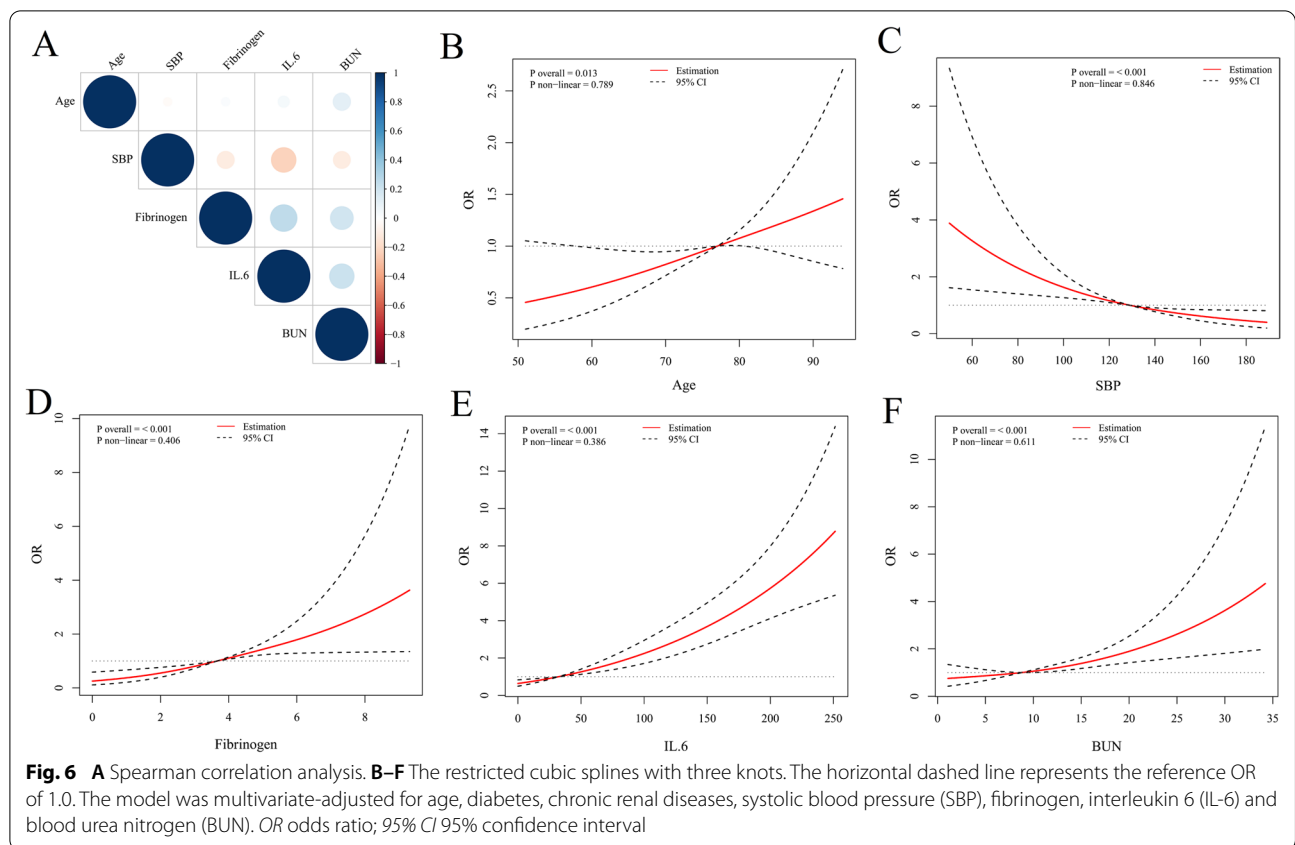 A
Age
SBP
Fibrinogen
IL.6
BUN
Age
SBP
Fibrinogen
IL.6
BUN
1
0.8
0.6
0.4
0.2
0
−0.2
−0.4
−0.6
−0.8
−1
B
P overall = 0.013
P non−linear = 0.789
Estimation
95% CI
OR
2.5
2.0
1.5
1.0
0.5
50 60 70 80 90
Age
C
P overall = < 0.001
P non−linear = 0.846
Estimation
95% CI
OR
8
6
4
2
0
60 80 100 120 140 160 180
SBP
D
P overall = < 0.001
P non−linear = 0.406
Estimation
95% CI
OR
10
8
6
4
2
0
0 2 4 6 8
Fibrinogen
E
P overall = < 0.001
P non−linear = 0.386
Estimation
95% CI
OR
14
12
10
8
6
4
2
0
0 50 100 150 200 250
IL.6
F
P overall = < 0.001
P non−linear = 0.611
Estimation
95% CI
OR
10
8
6
4
2
0
0 5 10 15 20 25 30 35
BUN
Fig. 6 A Spearman correlation analysis. B–F The restricted cubic splines with three knots. The horizontal dashed line represents the reference OR
of 1.0. The model was multivariate-adjusted for age, diabetes, chronic renal diseases, systolic blood pressure (SBP), fibrinogen, interleukin 6 (IL-6) and
blood urea nitrogen (BUN). OR odds ratio; 95% CI 95% confidence interval